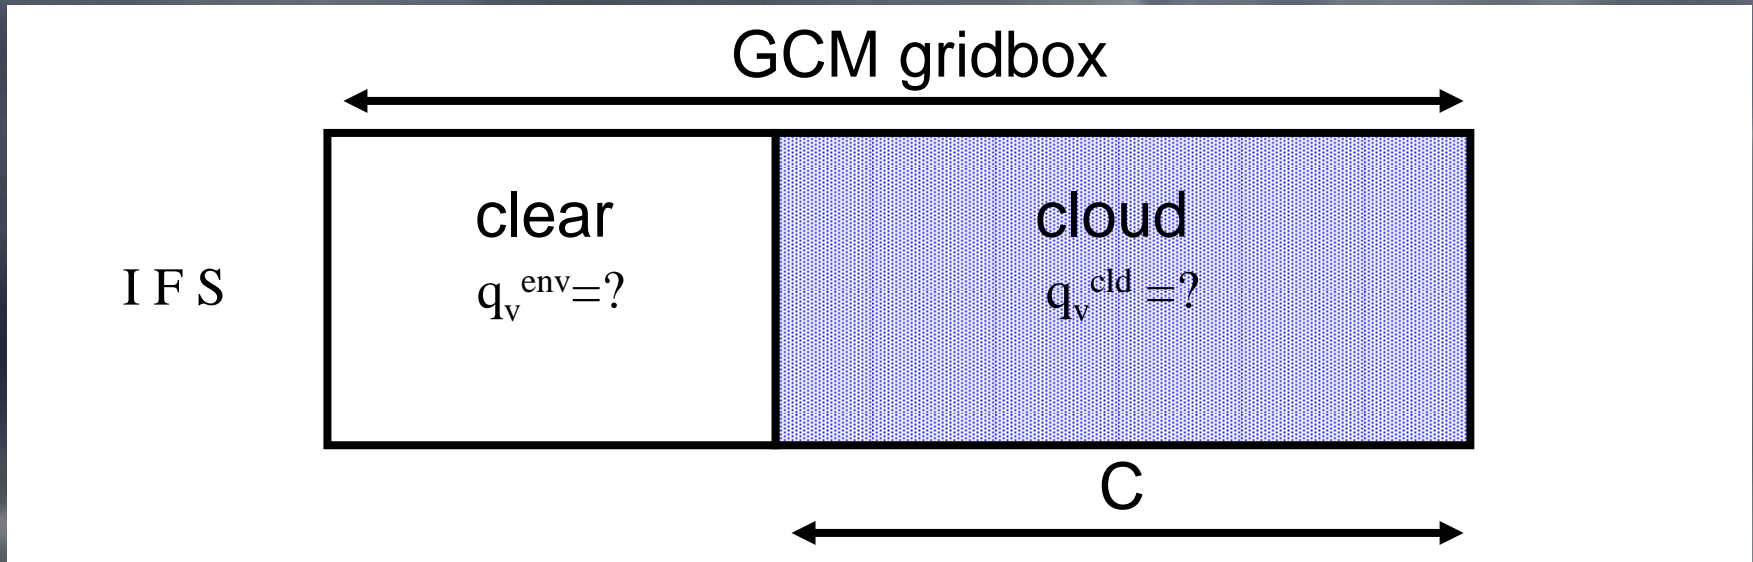 GCM gridbox
clear cloud
I F S q_v^env=? q_v^cld =?
C